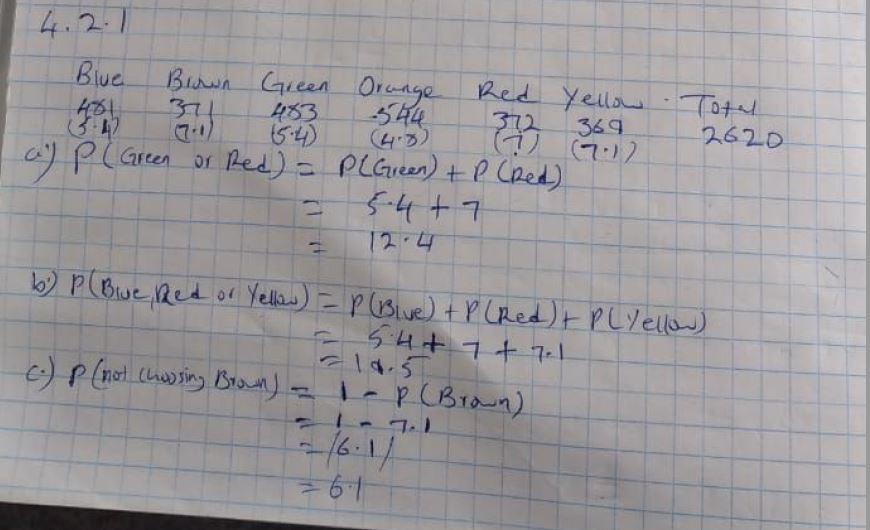 4.2.1
Blue Brown Green Orange Red Yellow Total
481 371 483 544 372 369 2620
(5.4) (7.1) (5.4) (4.8) (7) (7.1)
a.) P(Green or Red) = P(Green) + P(Red)
= 5.4 + 7
= 12.4
b.) P(Blue, Red or Yellow) = P(Blue) + P(Red) + P(Yellow)
= 5.4 + 7 + 7.1
= 19.5
c.) P(not choosing Brown) = 1 - P(Brown)
= 1 - 7.1
= |6.1|
= 6.1